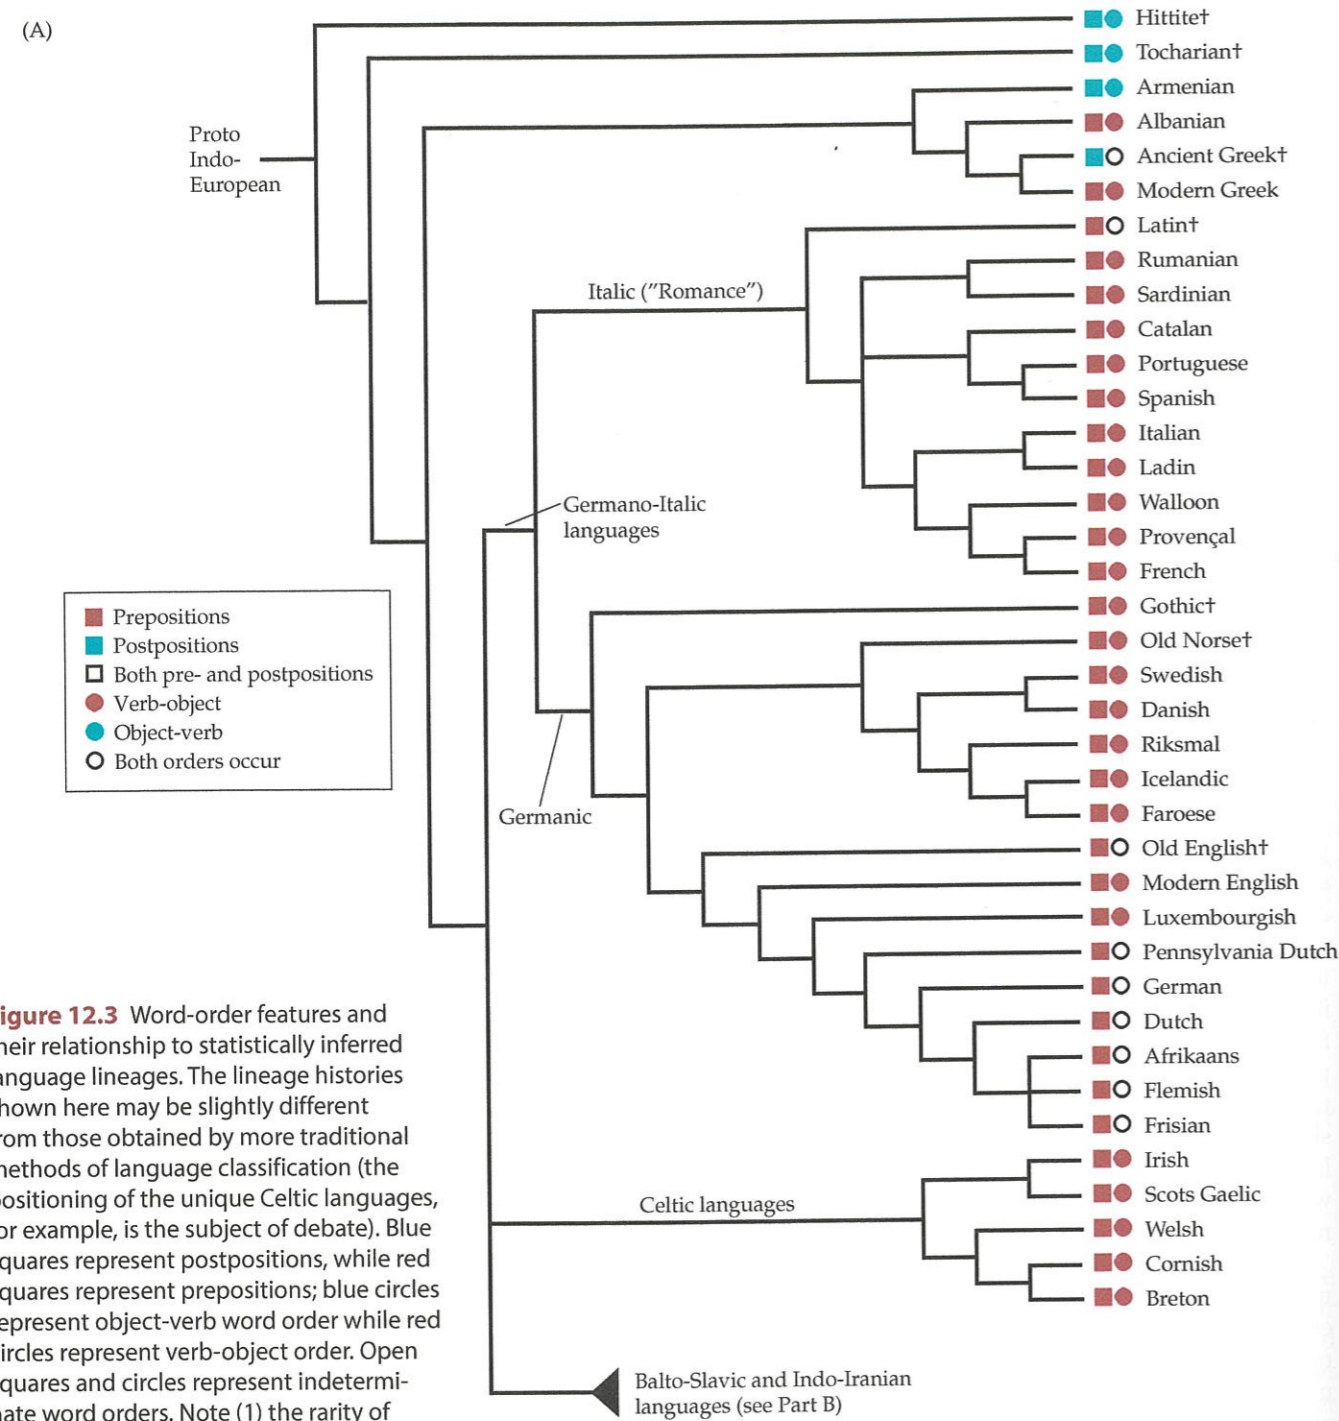 (A)
Hittite†
Tocharian†
Armenian
Albanian
Ancient Greek†
Modern Greek
Latin†
Rumanian
Sardinian
Catalan
Portuguese
Spanish
Italian
Ladin
Walloon
Provençal
French
Gothic†
Old Norse†
Swedish
Danish
Riksmal
Icelandic
Faroese
Old English†
Modern English
Luxembourgish
Pennsylvania Dutch
German
Dutch
Afrikaans
Flemish
Frisian
Irish
Scots Gaelic
Welsh
Cornish
Breton
Proto
Indo-
European
Italic ("Romance")
Germano-Italic
languages
Germanic
Celtic languages
Balto-Slavic and Indo-Iranian
languages (see Part B)
Prepositions
Postpositions
Both pre- and postpositions
Verb-object
Object-verb
Both orders occur
igure 12.3 Word-order features and
heir relationship to statistically inferred
anguage lineages. The lineage histories
hown here may be slightly different
rom those obtained by more traditional
nethods of language classification (the
positioning of the unique Celtic languages,
or example, is the subject of debate). Blue
quares represent postpositions, while red
quares represent prepositions; blue circles
epresent object-verb word order while red
ircles represent verb-object order. Open
quares and circles represent indetermi-
nate word orders. Note (1) the rarity of